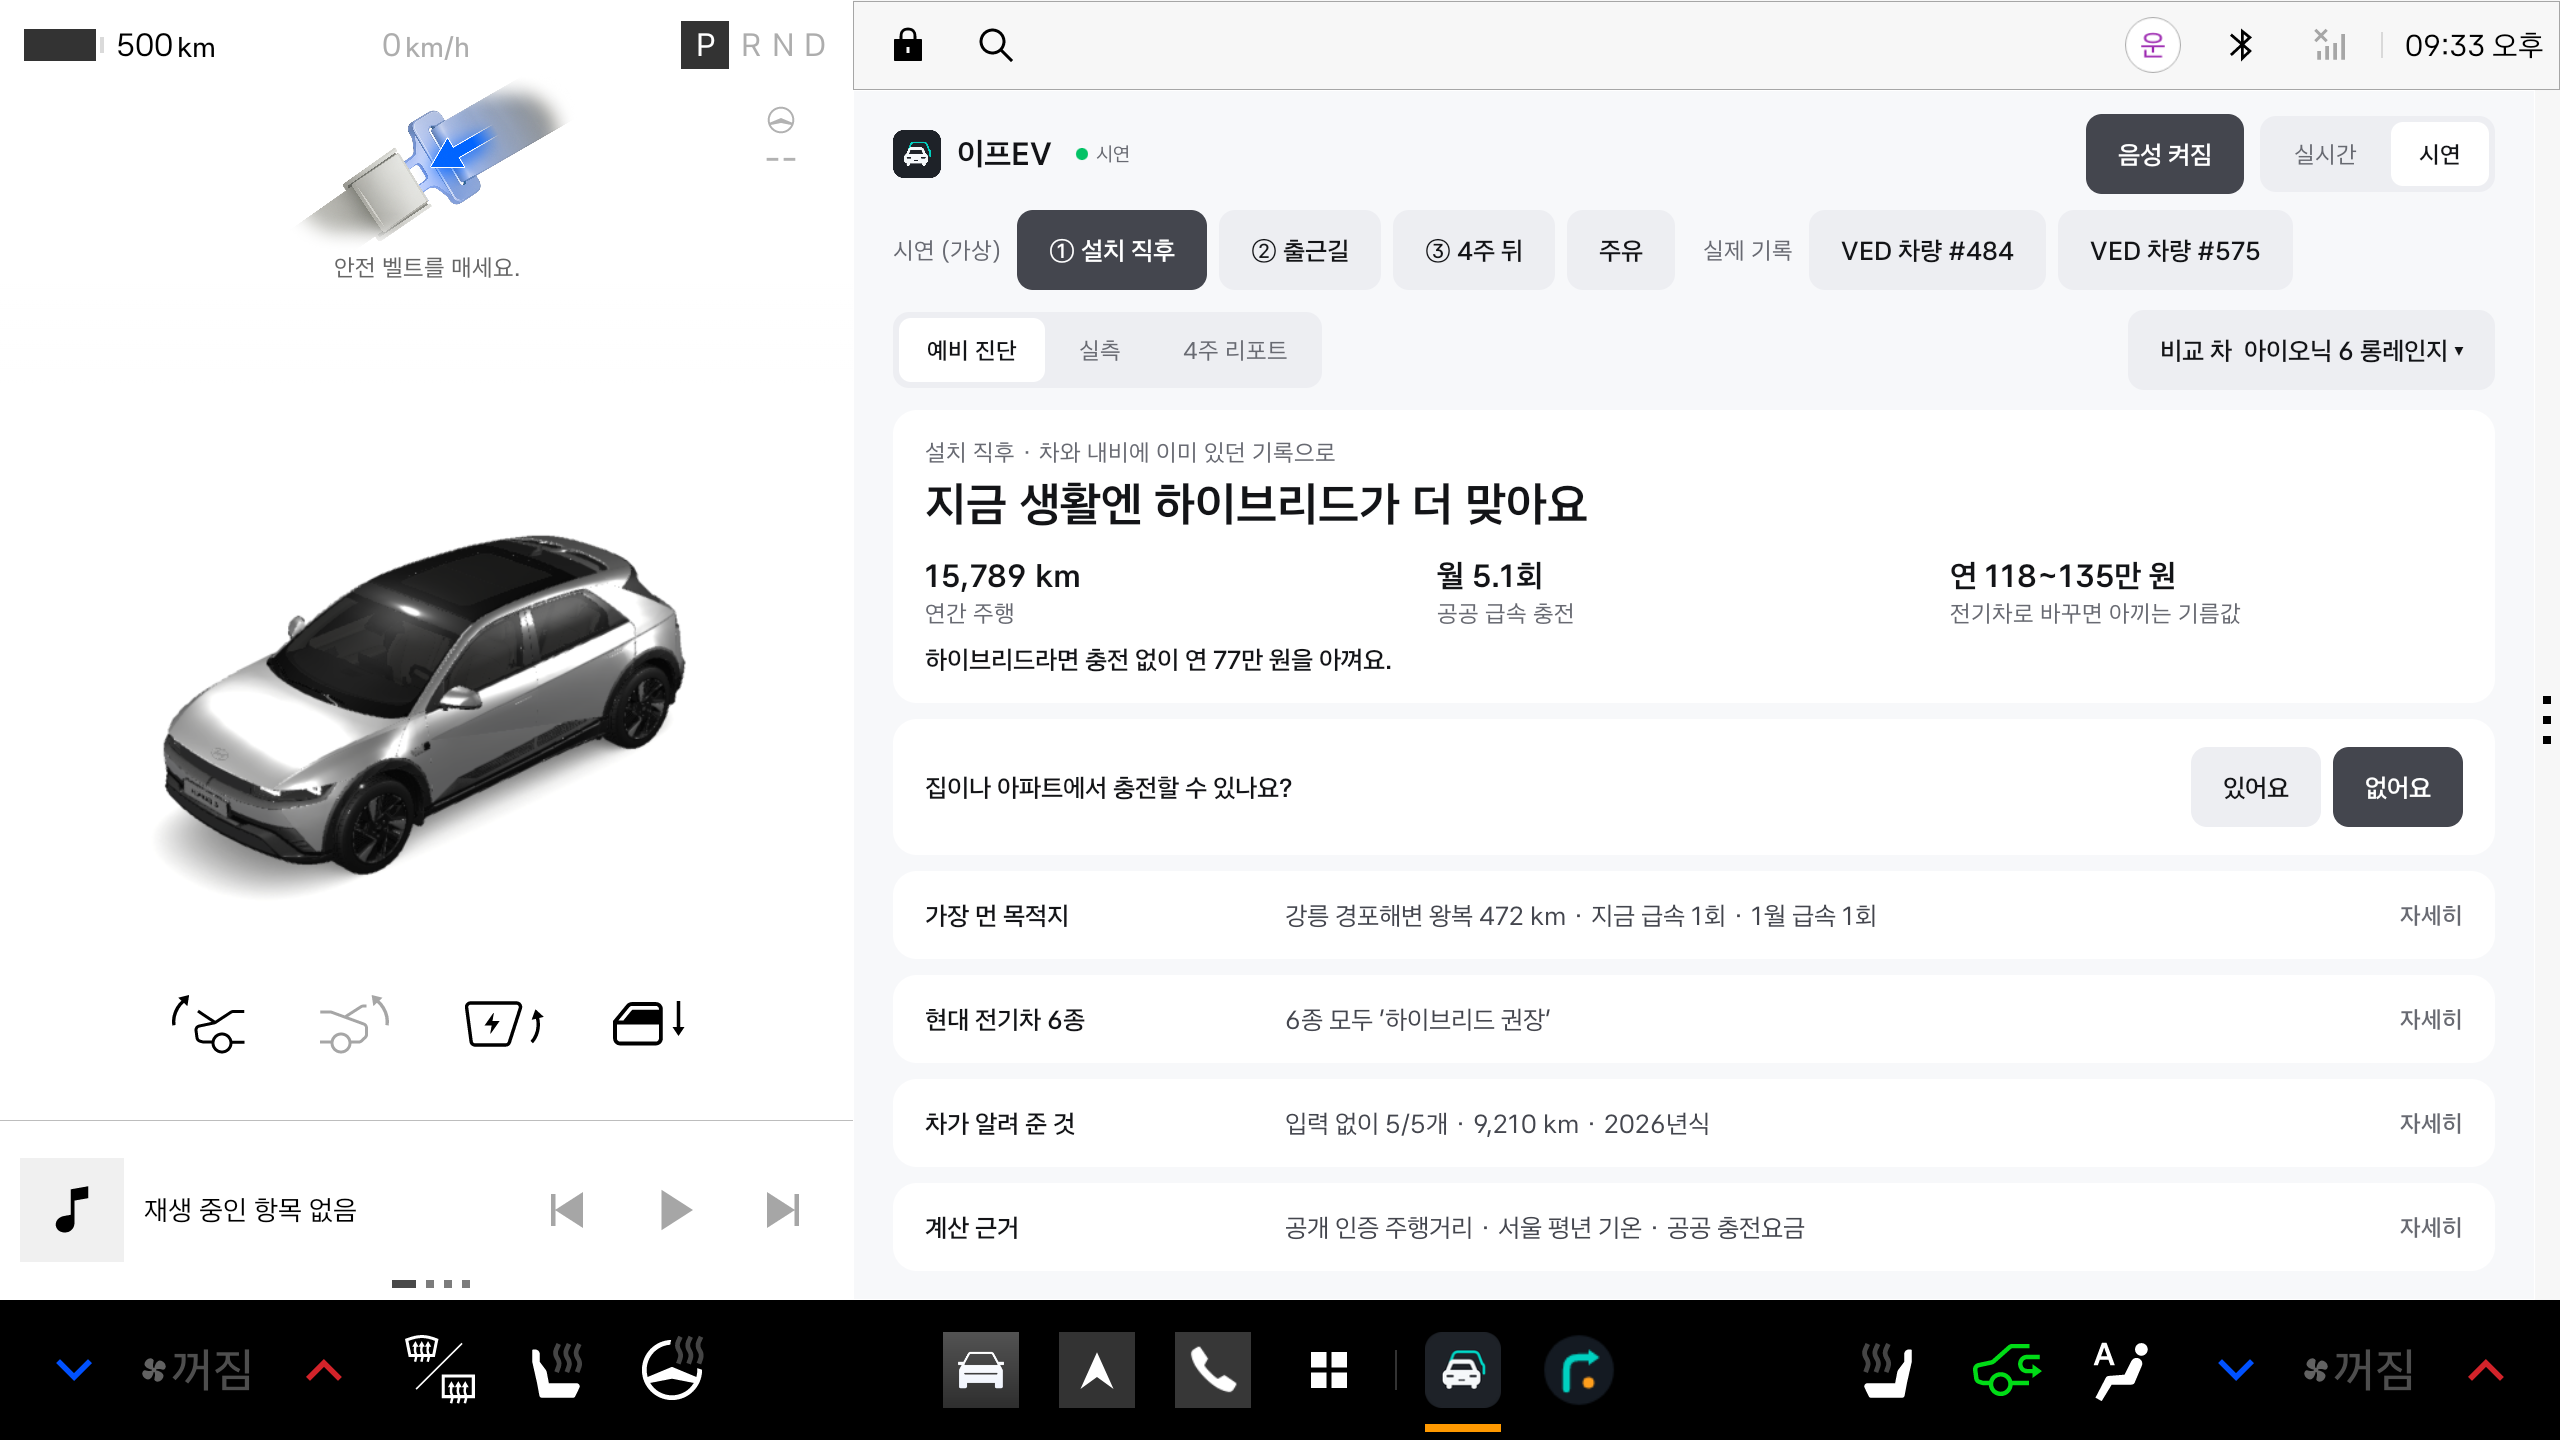 500 km
0 km/h
P R N D
안전 벨트를 매세요.
재생 중인 항목 없음
운
09:33 오후
이프EV
시연
음성 켜짐
실시간
시연
시연 (가상)
① 설치 직후
② 출근길
③ 4주 뒤
주유
실제 기록
VED 차량 #484
VED 차량 #575
예비 진단
실측
4주 리포트
비교 차 아이오닉 6 롱레인지 ▾
설치 직후 · 차와 내비에 이미 있던 기록으로
지금 생활엔 하이브리드가 더 맞아요
15,789 km
연간 주행
월 5.1회
공공 급속 충전
연 118~135만 원
전기차로 바꾸면 아끼는 기름값
하이브리드라면 충전 없이 연 77만 원을 아껴요.
집이나 아파트에서 충전할 수 있나요?
있어요
없어요
가장 먼 목적지
강릉 경포해변 왕복 472 km · 지금 급속 1회 · 1월 급속 1회
자세히
현대 전기차 6종
6종 모두 '하이브리드 권장'
자세히
차가 알려 준 것
입력 없이 5/5개 · 9,210 km · 2026년식
자세히
계산 근거
공개 인증 주행거리 · 서울 평년 기온 · 공공 충전요금
자세히
꺼짐
A
꺼짐